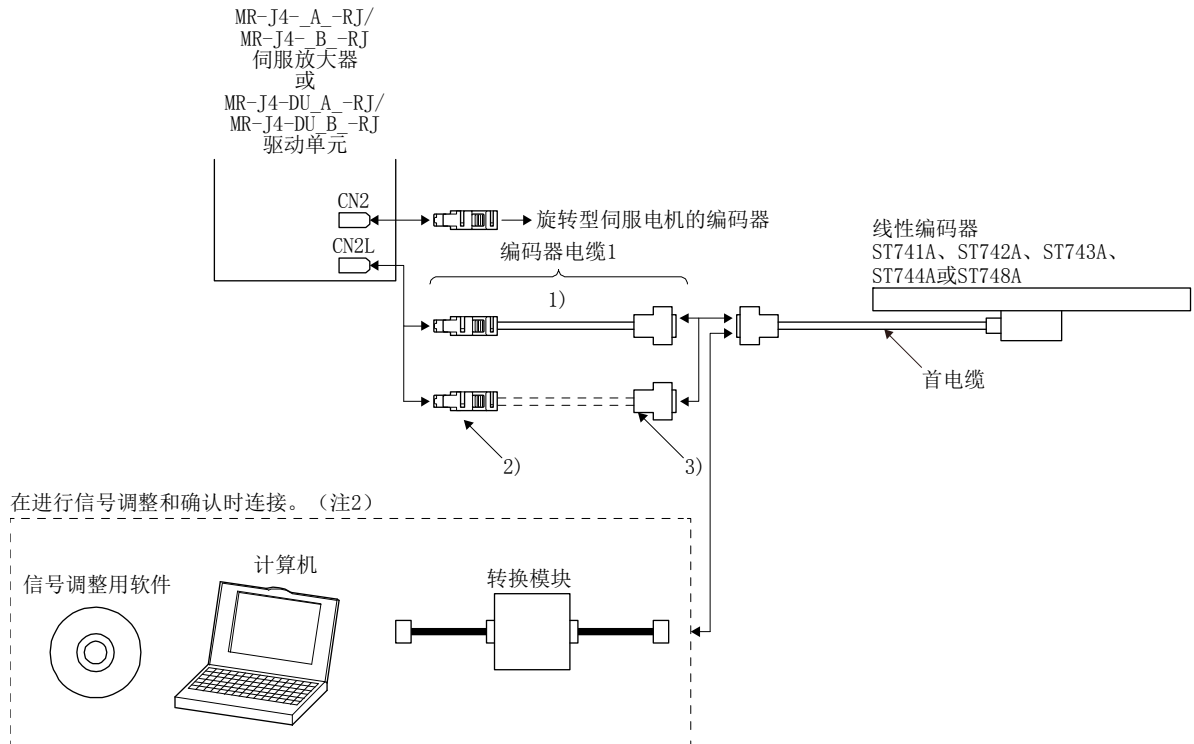 MR-J4-_A_-RJ/
MR-J4-_B_-RJ
伺服放大器
或
MR-J4-DU_A_-RJ/
MR-J4-DU_B_-RJ
驱动单元
CN2
旋转型伺服电机的编码器
CN2L
编码器电缆1
1)
线性编码器
ST741A、ST742A、ST743A、
ST744A或ST748A
首电缆
2)
3)
在进行信号调整和确认时连接。（注2）
信号调整用软件
计算机
转换模块